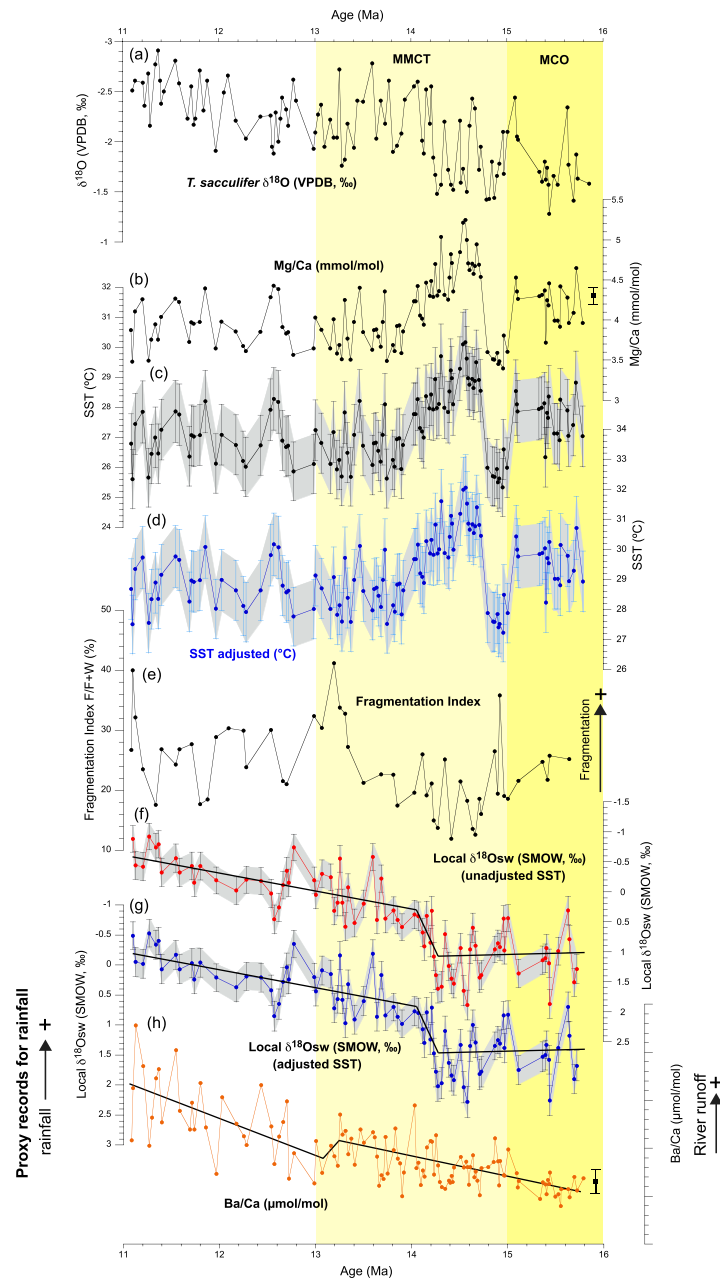 Age (Ma)
11 12 13 14 15 16
(a)
MMCT
MCO
-3
-2.5
-2
-1.5
-1
δ¹⁸O (VPDB, ‰)
T. sacculifer δ¹⁸O (VPDB, ‰)
5.5
5
4.5
4
3.5
3
Mg/Ca (mmol/mol)
(b)
Mg/Ca (mmol/mol)
32
31
30
29
28
27
26
25
24
SST (ºC)
(c)
34
33
32
31
30
29
28
27
26
SST (ºC)
(d)
SST adjusted (°C)
50
40
30
20
10
Fragmentation Index F/F+W (%)
(e)
Fragmentation Index
Fragmentation
+
-1.5
-1
-0.5
0
0.5
1
1.5
2
2.5
Local δ¹⁸Osw (SMOW, ‰)
(f)
Local δ¹⁸Osw (SMOW, ‰)
(unadjusted SST)
-1
-0.5
0
0.5
1
1.5
2
2.5
3
Local δ¹⁸Osw (SMOW, ‰)
(g)
(h)
Local δ¹⁸Osw (SMOW, ‰)
(adjusted SST)
Proxy records for rainfall
rainfall
+
Ba/Ca (µmol/mol)
River runoff
+
Ba/Ca (µmol/mol)
11 12 13 14 15 16
Age (Ma)